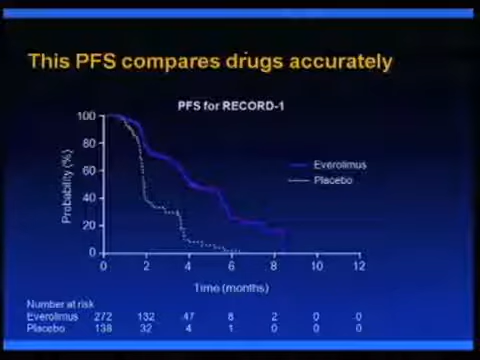 This PFS compares drugs accurately
PFS for RECORD-1
100
80
60
40
20
0
Probability (%)
Everolimus
Placebo
0 2 4 6 8 10 12
Time (months)
Number at risk
Everolimus 272 132 47 8 2 0 0
Placebo 138 32 4 1 0 0 0